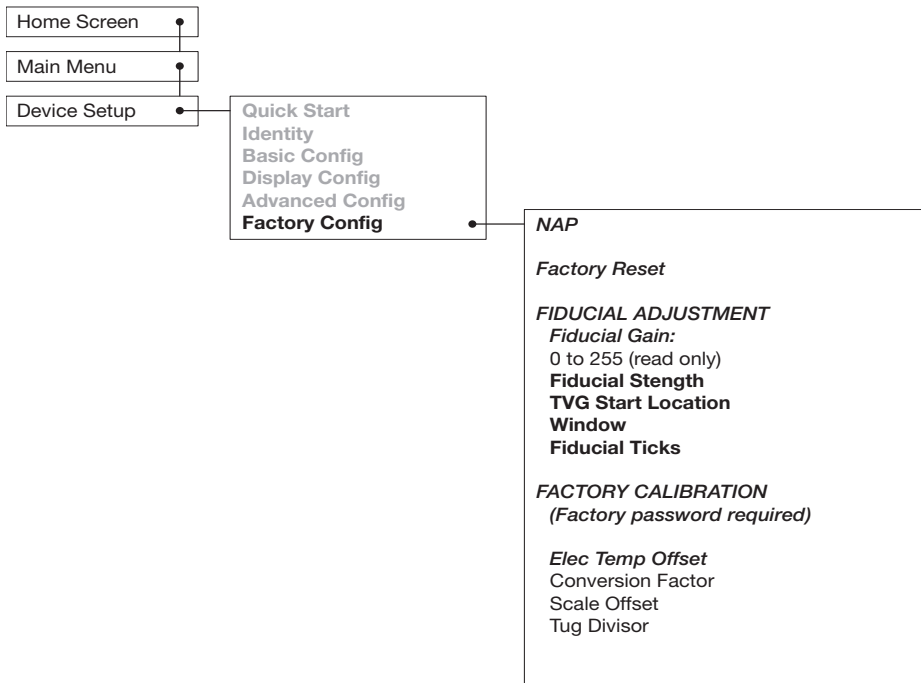 Home Screen
Main Menu
Device Setup
Quick Start
Identity
Basic Config
Display Config
Advanced Config
Factory Config
NAP
Factory Reset
FIDUCIAL ADJUSTMENT
Fiducial Gain:
0 to 255 (read only)
Fiducial Stength
TVG Start Location
Window
Fiducial Ticks
FACTORY CALIBRATION
(Factory password required)
Elec Temp Offset
Conversion Factor
Scale Offset
Tug Divisor